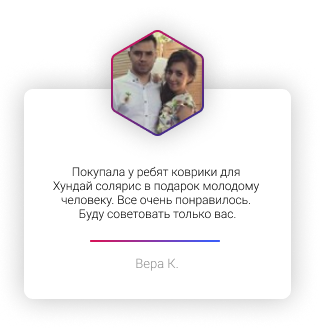 Покупала у ребят коврики для
Хундай солярис в подарок молодому
человеку. Все очень понравилось.
Буду советовать только вас.
Вера К.